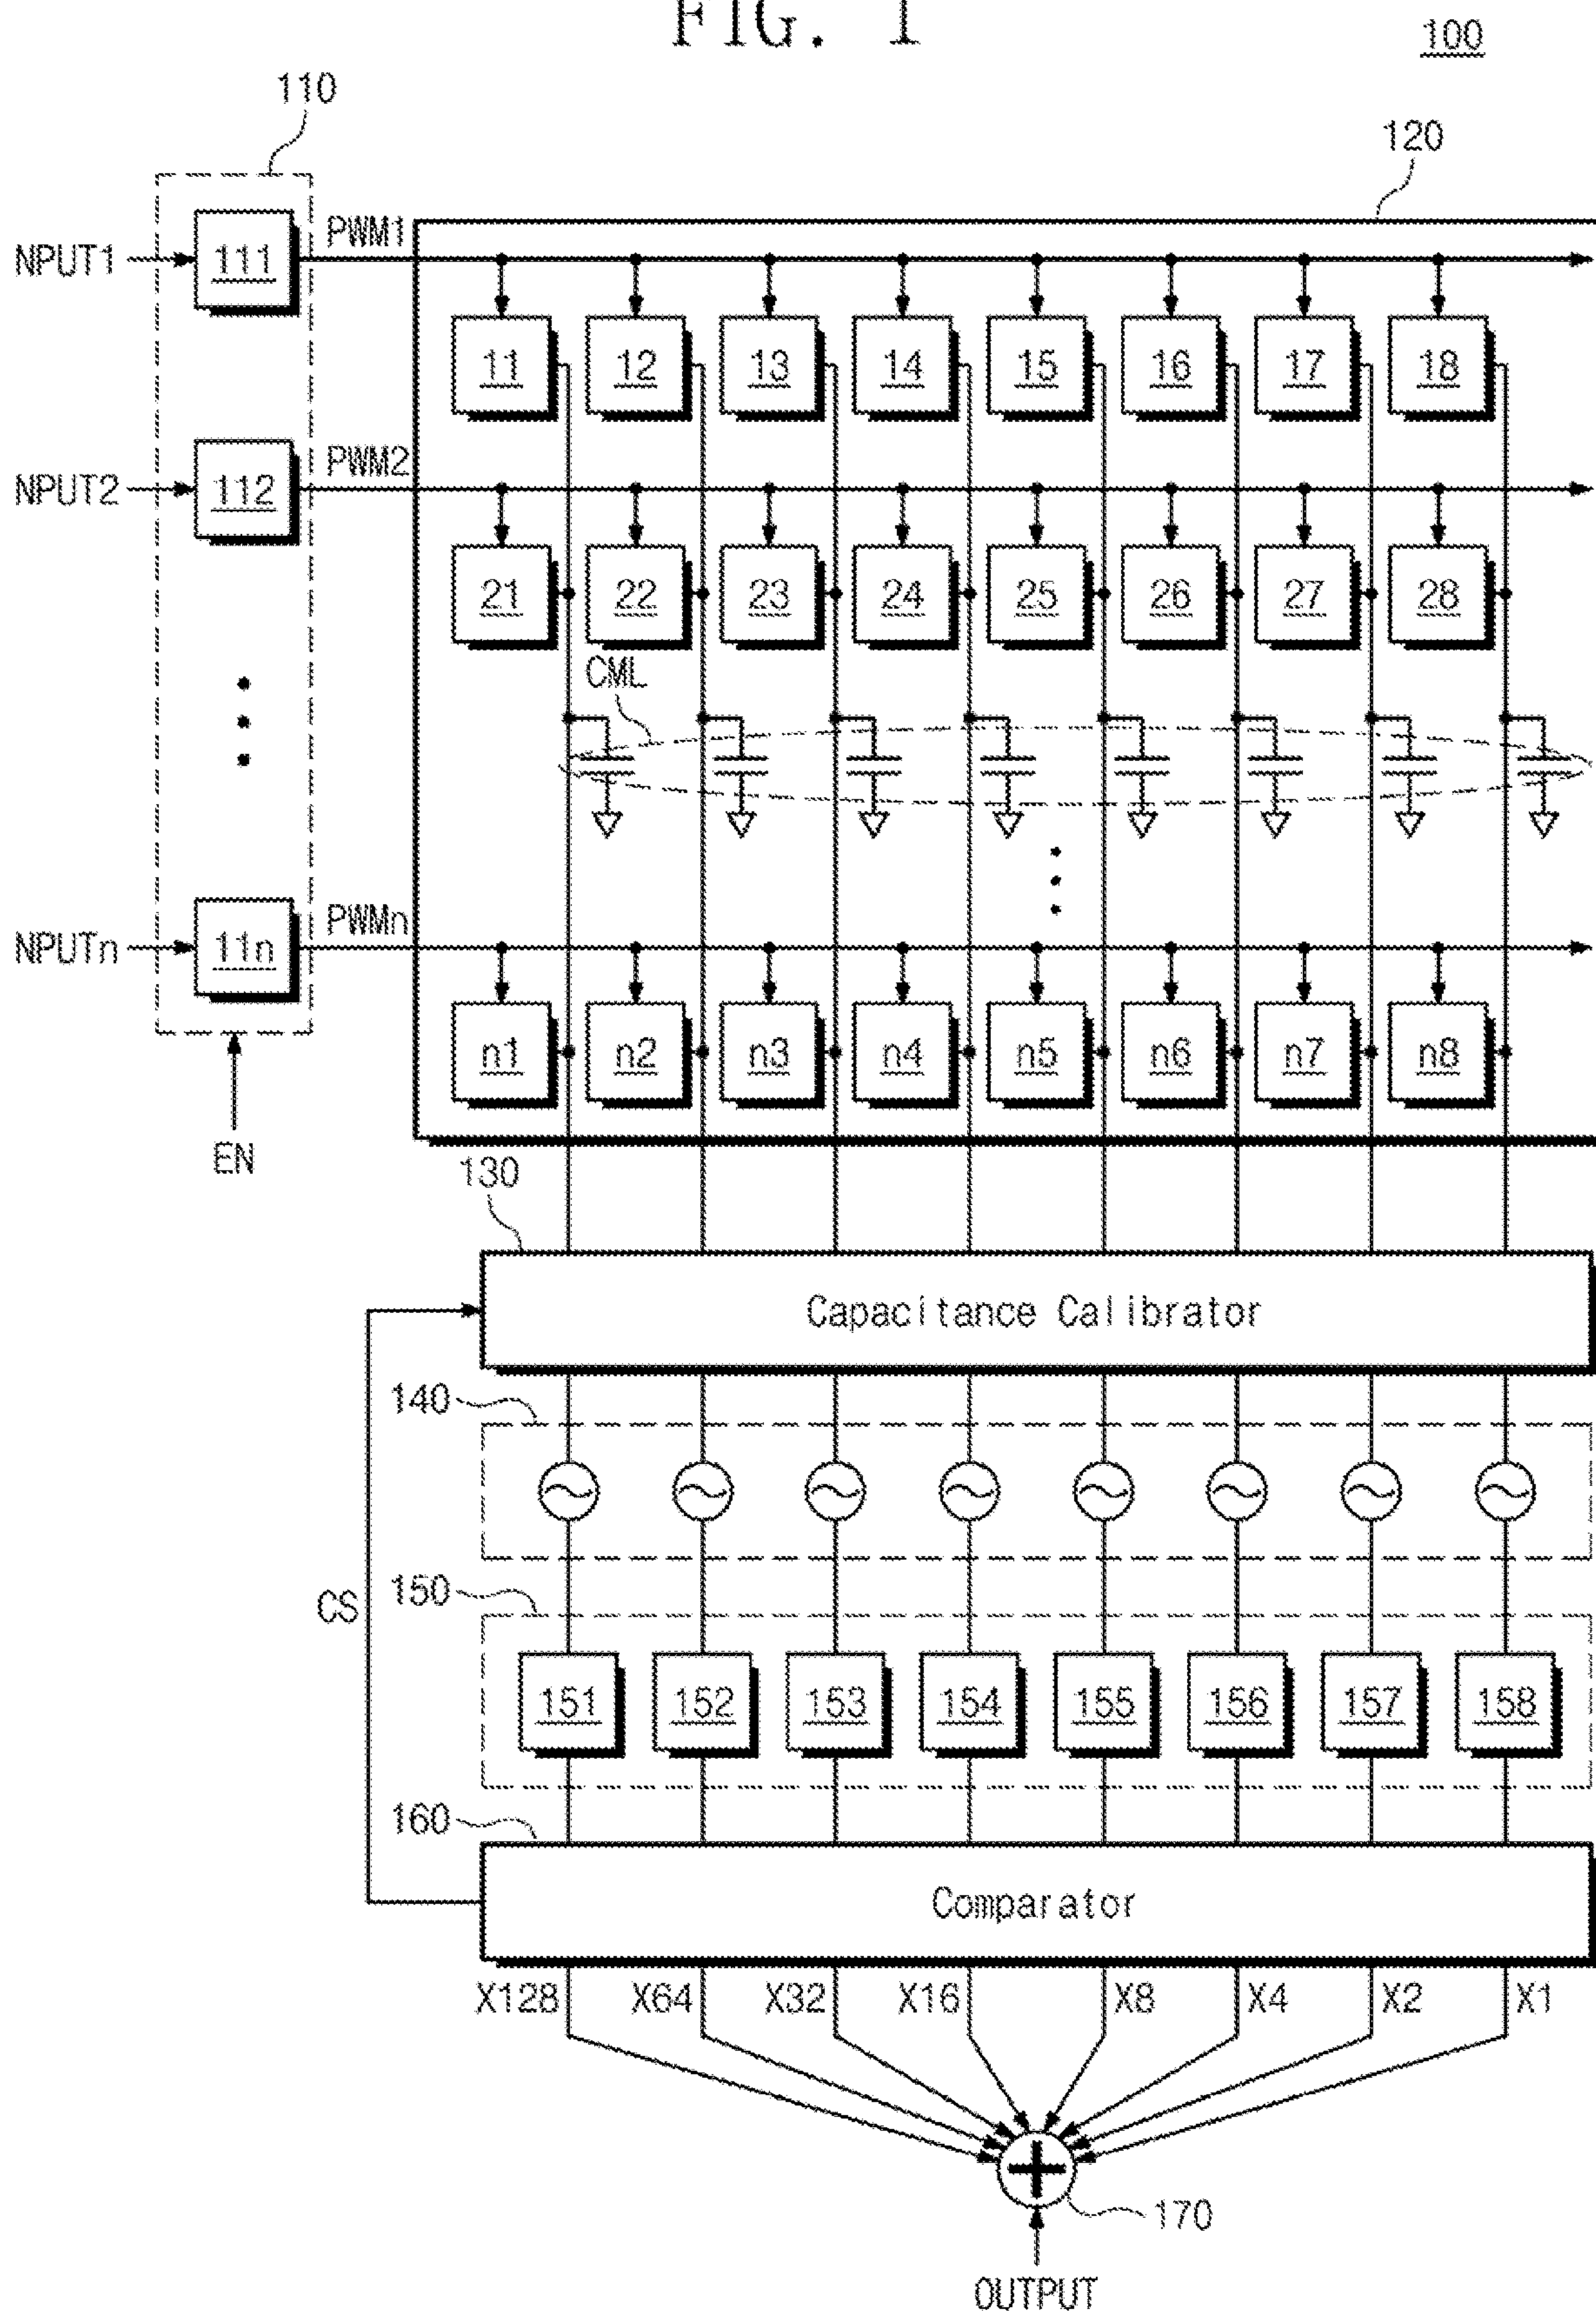 FIG. 1
100
110
120
NPUT1
111
PWM1
11 12 13 14 15 16 17 18
NPUT2
112
PWM2
21 22 23 24 25 26 27 28
CML
NPUTn
11n
PWMn
n1 n2 n3 n4 n5 n6 n7 n8
EN
130
Capacitance Calibrator
140
CS
150
151 152 153 154 155 156 157 158
160
Comparator
X128 X64 X32 X16 X8 X4 X2 X1
170
OUTPUT